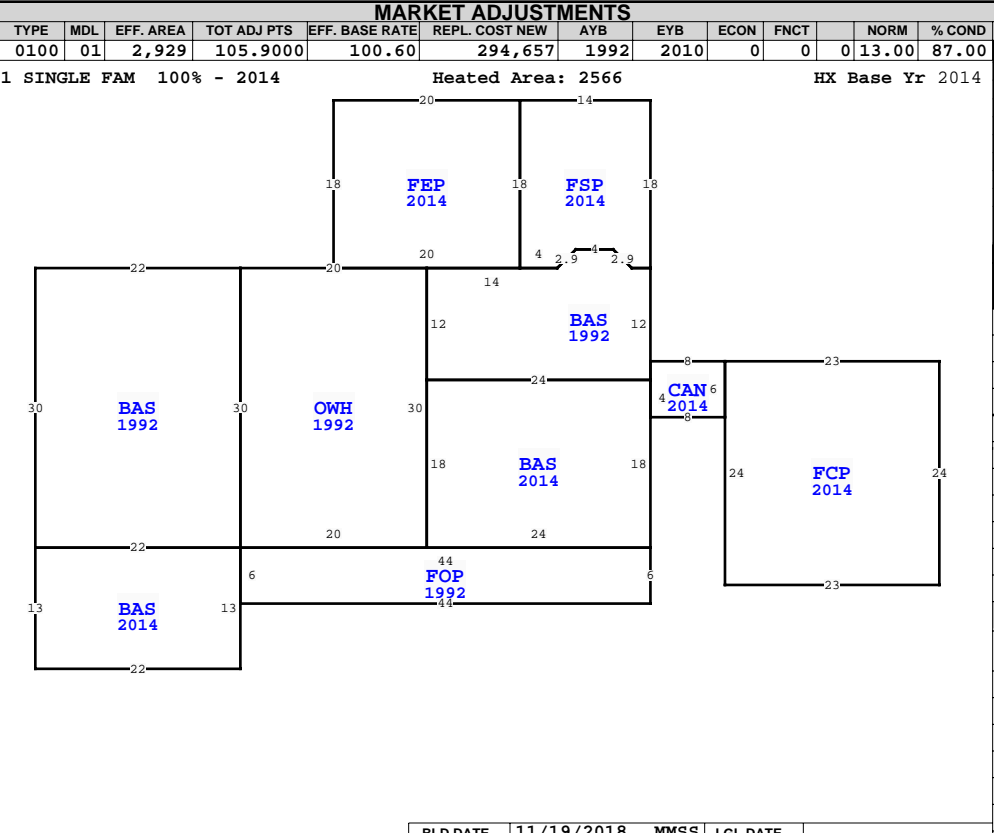 MARKET ADJUSTMENTS
TYPE MDL EFF. AREA TOT ADJ PTS EFF. BASE RATE REPL. COST NEW AYB EYB ECON FNCT NORM % COND
0100 01 2,929 105.9000 100.60 294,657 1992 2010 0 0 0 13.00 87.00
1 SINGLE FAM 100% - 2014 Heated Area: 2566 HX Base Yr 2014
20 14
18 FEP 18 FSP 18
2014 2014
20 4 2.9 4 2.9
22 20
14
12 BAS 12
1992
8 23
24
CAN 6
4 2014
8
30 BAS 30 OWH 30
1992 1992
18 BAS 18
2014
24 FCP 24
2014
20 24
22
44
6 FOP 6
1992
44
23
13 BAS 13
2014
22
BLD DATE 11/19/2018 MMSS LGL DATE